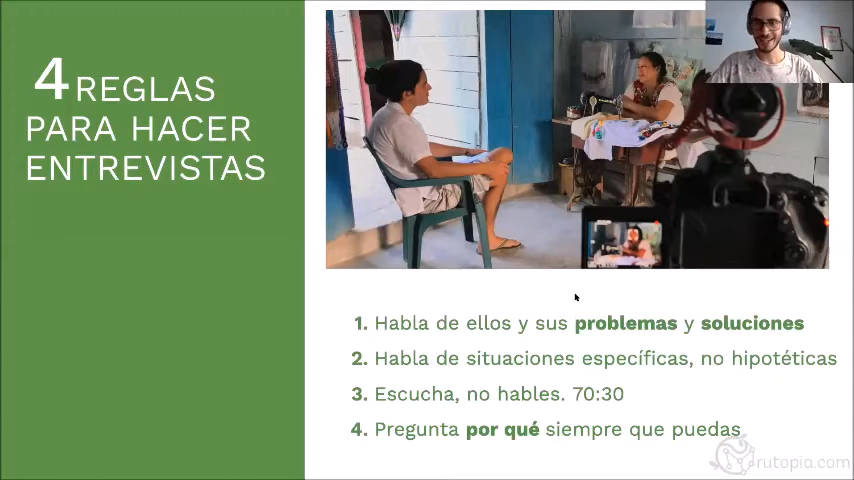 4 REGLAS
PARA HACER
ENTREVISTAS
1. Habla de ellos y sus problemas y soluciones
2. Habla de situaciones específicas, no hipotéticas
3. Escucha, no hables. 70:30
4. Pregunta por qué siempre que puedas
rutopia.com